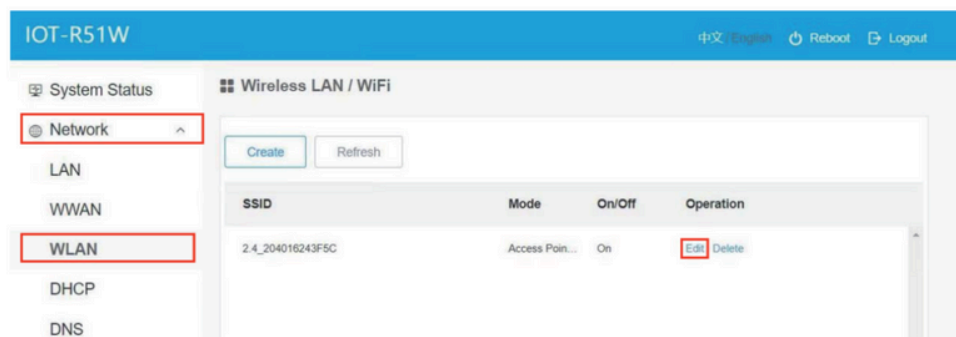 IOT-R51W
中文 English Reboot Logout
System Status
Wireless LAN / WiFi
Network
Create Refresh
LAN
WWAN
SSID Mode On/Off Operation
WLAN
2.4_204016243F5C Access Poin... On Edit Delete
DHCP
DNS